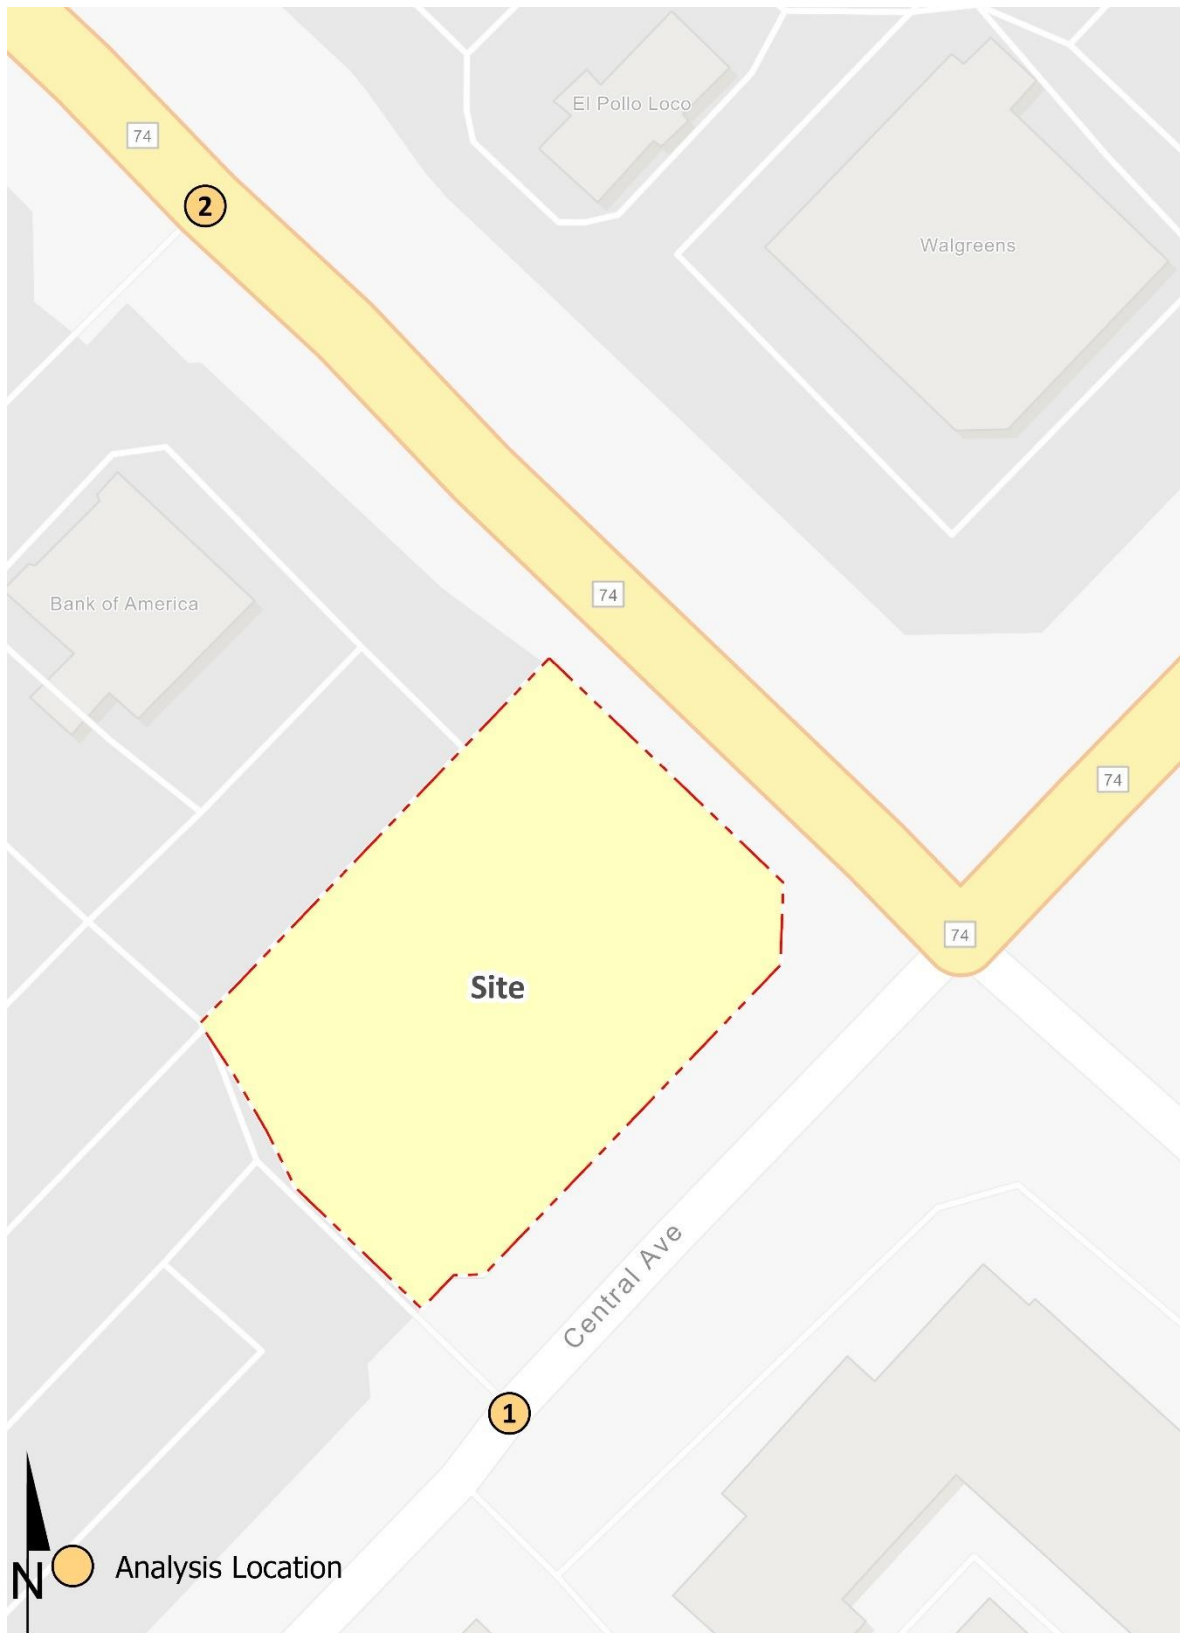 El Pollo Loco
74
2
Walgreens
74
Bank of America
74
74
Site
Central Ave
1
Analysis Location
N